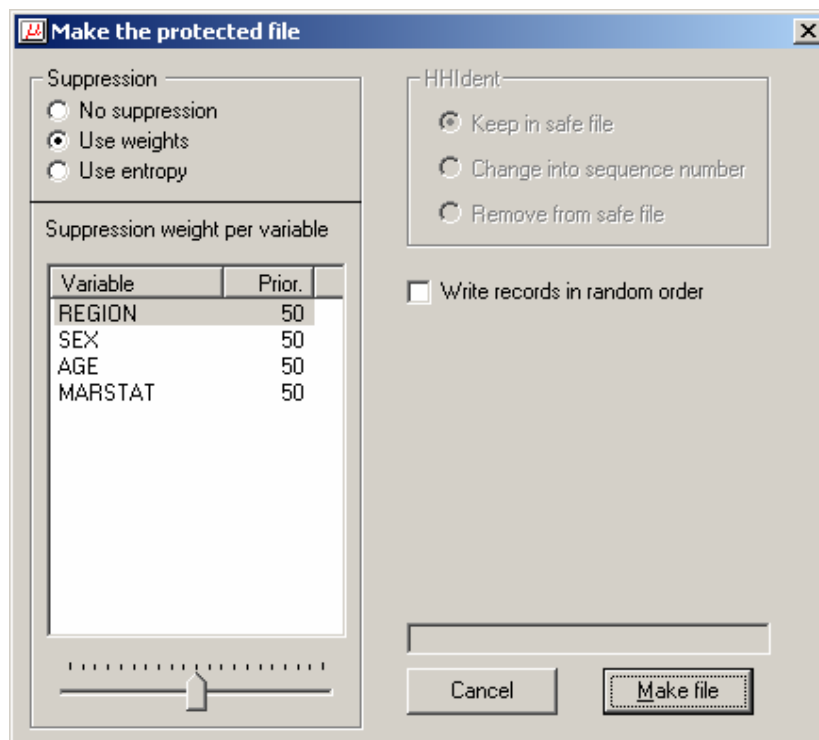 μ Make the protected file
Suppression
No suppression
Use weights
Use entropy
Suppression weight per variable
Variable Prior.
REGION 50
SEX 50
AGE 50
MARSTAT 50
HHIdent
Keep in safe file
Change into sequence number
Remove from safe file
Write records in random order
Cancel
Make file